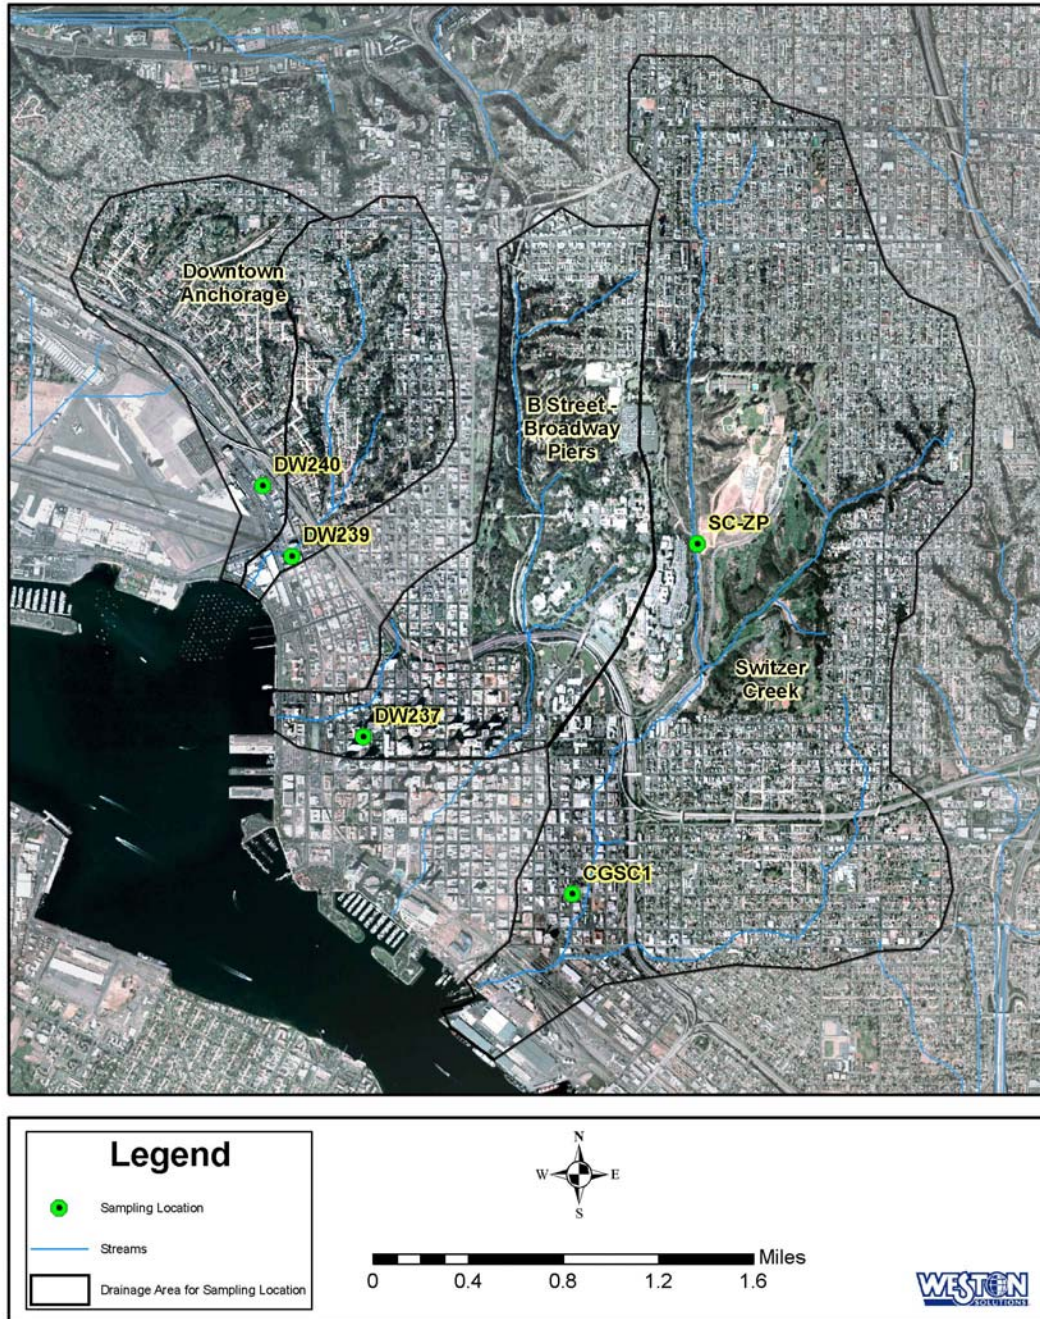 Downtown
Anchorage
B Street -
Broadway
Piers
DW240
DW239
SC-ZP
Switzer
Creek
DW237
CGSC1
Legend
Sampling Location
Streams
Drainage Area for Sampling Location
N
W E
S
Miles
0 0.4 0.8 1.2 1.6
WESTON
SOLUTIONS